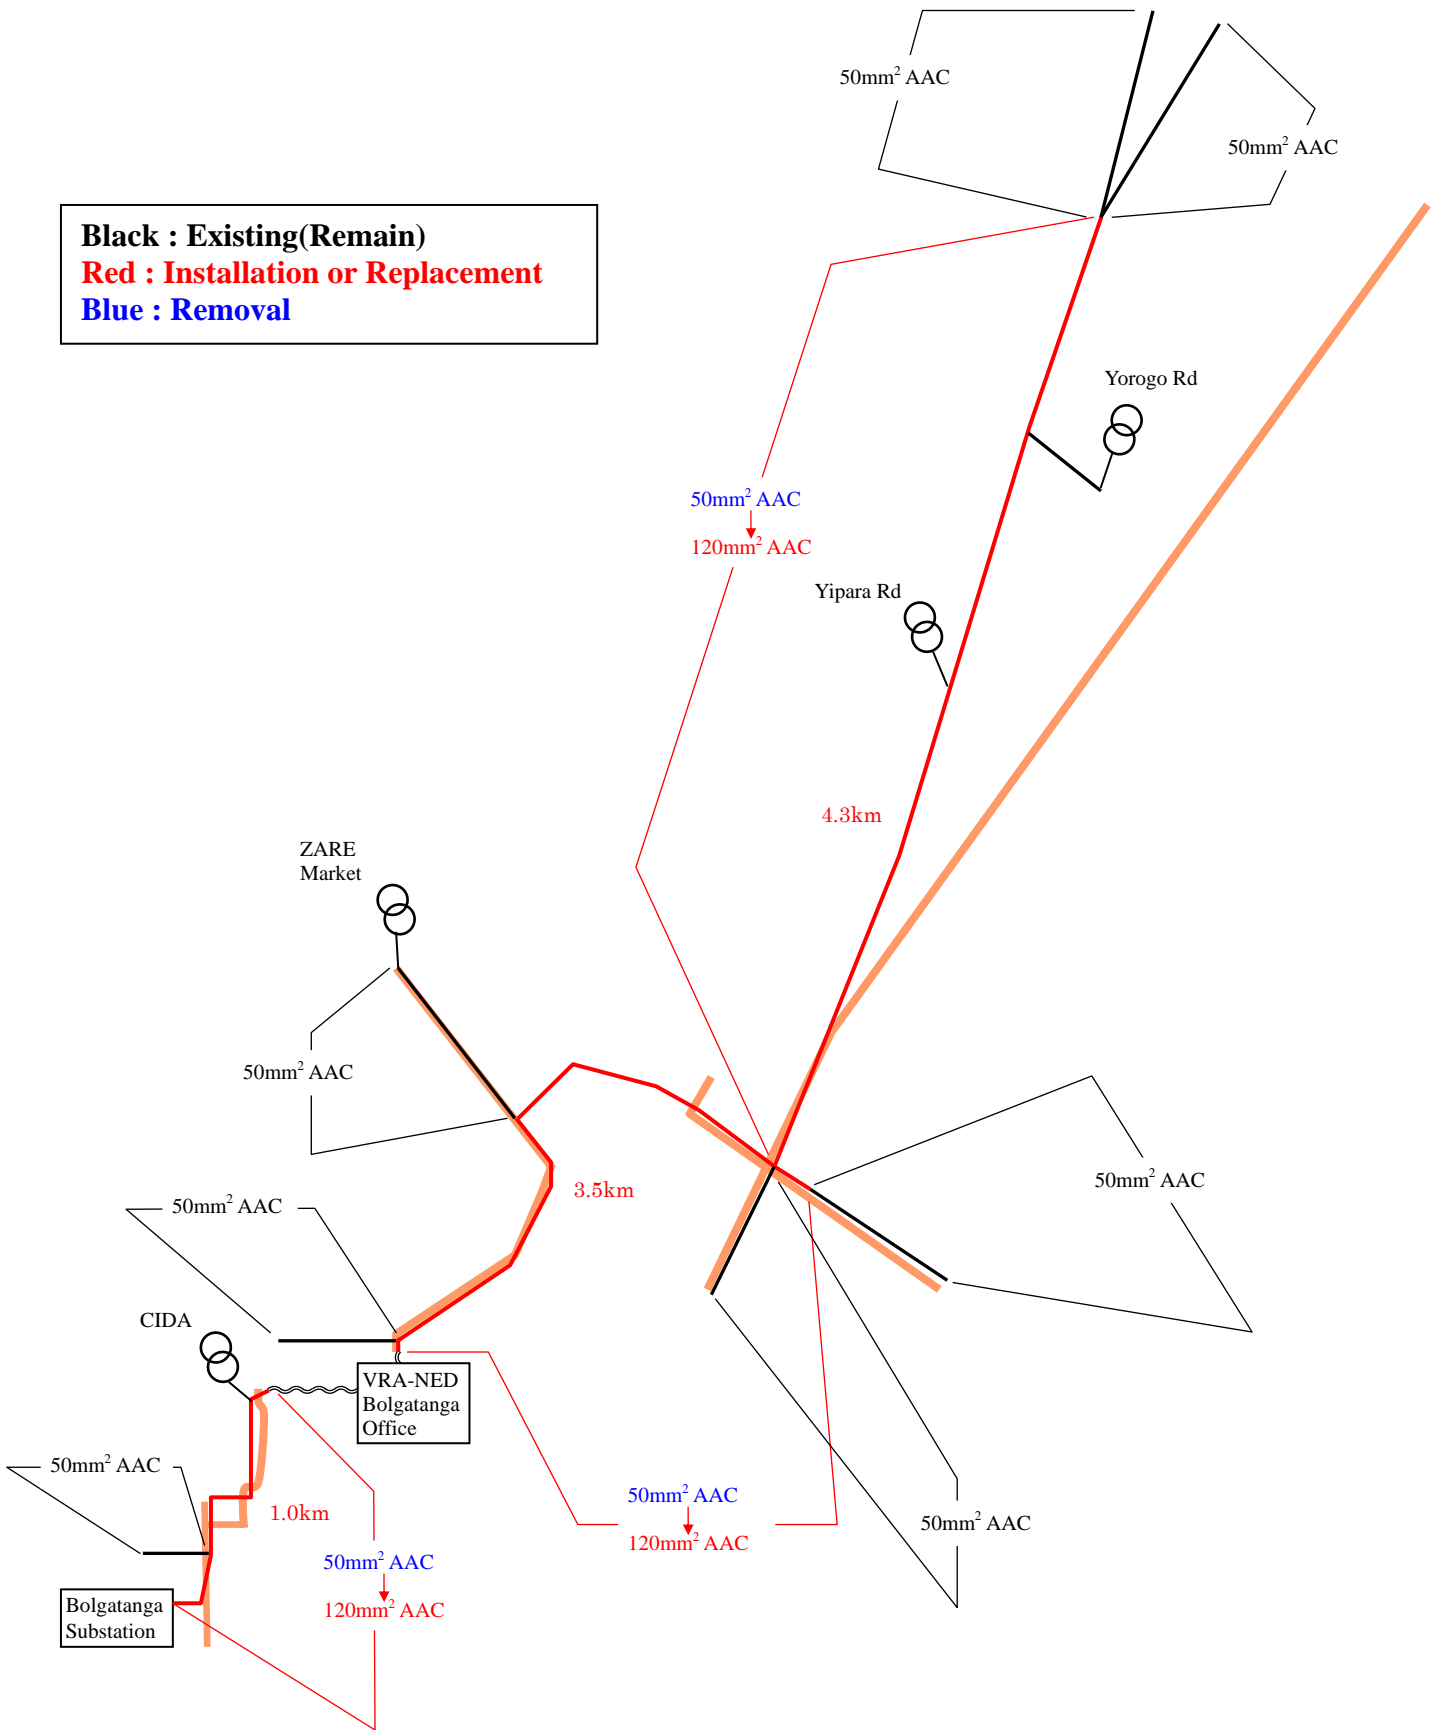 50mm² AAC
50mm² AAC
Black : Existing(Remain)
Red : Installation or Replacement
Blue : Removal
Yorogo Rd
50mm² AAC
120mm² AAC
Yipara Rd
4.3km
ZARE
Market
50mm² AAC
50mm² AAC
3.5km
50mm² AAC
CIDA
VRA-NED
Bolgatanga
Office
50mm² AAC
1.0km
50mm² AAC
120mm² AAC
50mm² AAC
50mm² AAC
120mm² AAC
Bolgatanga
Substation